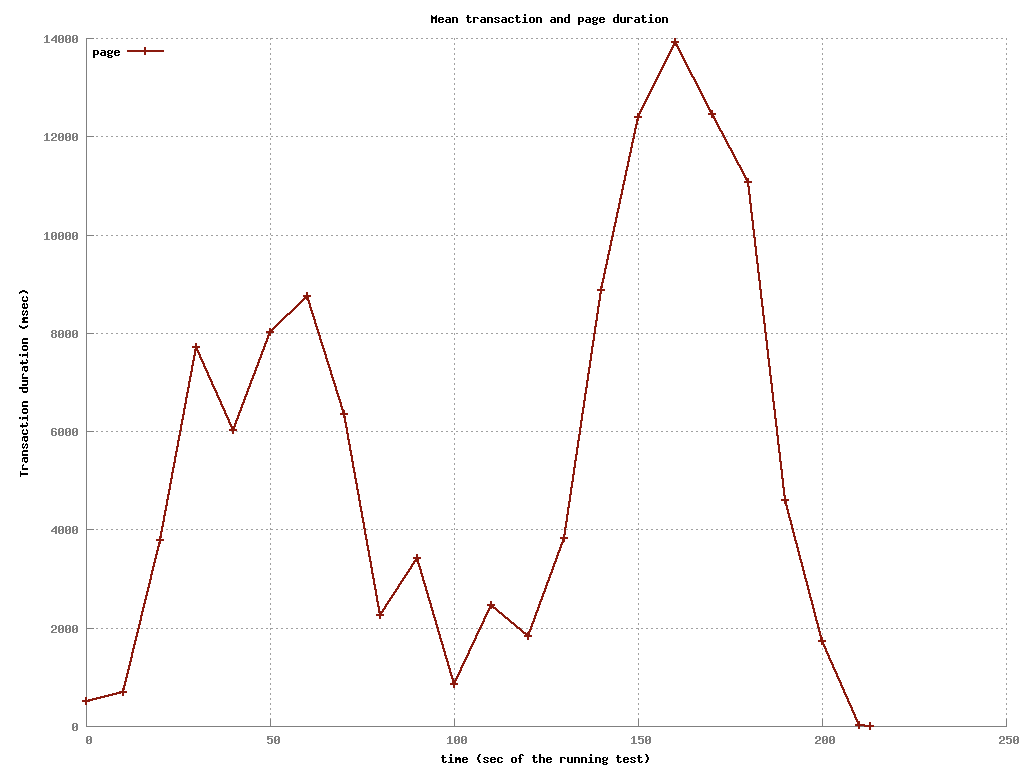 Mean transaction and page duration
page
14000
12000
10000
8000
6000
4000
2000
0
Transaction duration (msec)
0 50 100 150 200 250
time (sec of the running test)